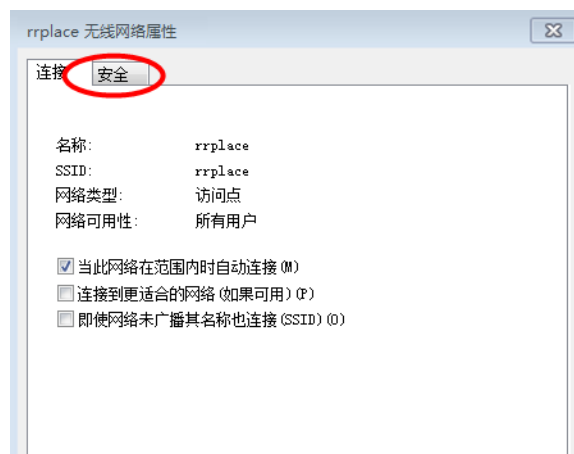 rrplace 无线网络属性
连接 安全
名称: rrplace
SSID: rrplace
网络类型: 访问点
网络可用性: 所有用户
当此网络在范围内时自动连接(M)
连接到更适合的网络(如果可用)(P)
即使网络未广播其名称也连接(SSID)(O)